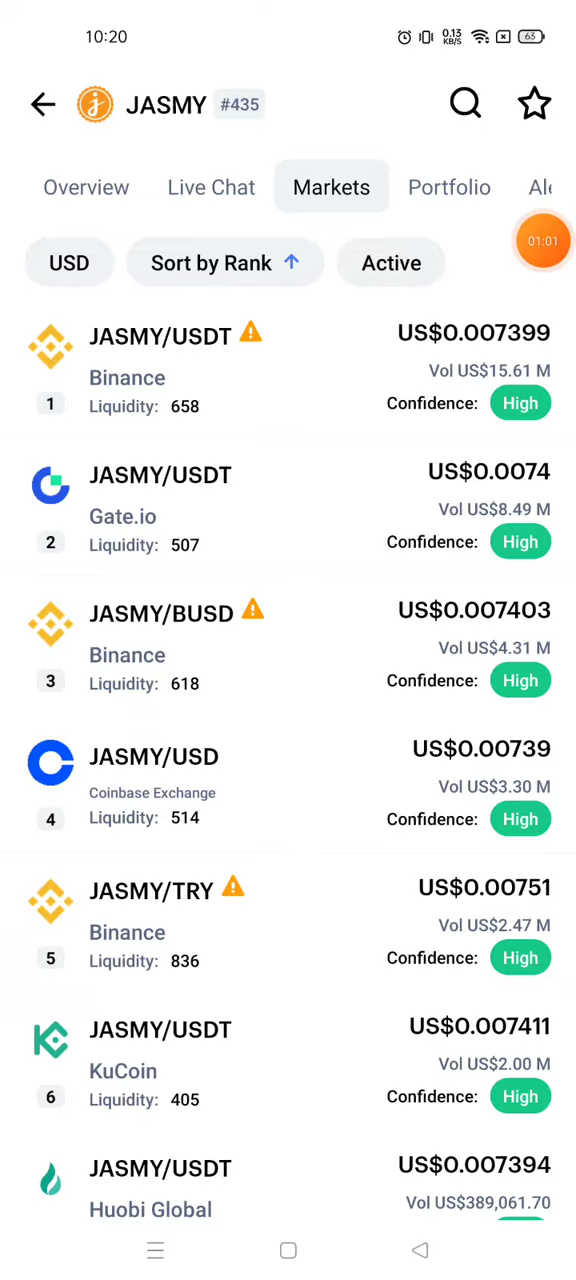 10:20
0.13
KB/S
63
JASMY #435
Overview Live Chat Markets Portfolio Ale
01:01
USD Sort by Rank Active
JASMY/USDT US$0.007399
Binance Vol US$15.61 M
1 Liquidity: 658 Confidence: High
JASMY/USDT US$0.0074
Gate.io Vol US$8.49 M
2 Liquidity: 507 Confidence: High
JASMY/BUSD US$0.007403
Binance Vol US$4.31 M
3 Liquidity: 618 Confidence: High
JASMY/USD US$0.00739
Coinbase Exchange Vol US$3.30 M
4 Liquidity: 514 Confidence: High
JASMY/TRY US$0.00751
Binance Vol US$2.47 M
5 Liquidity: 836 Confidence: High
JASMY/USDT US$0.007411
KuCoin Vol US$2.00 M
6 Liquidity: 405 Confidence: High
JASMY/USDT US$0.007394
Huobi Global Vol US$389,061.70